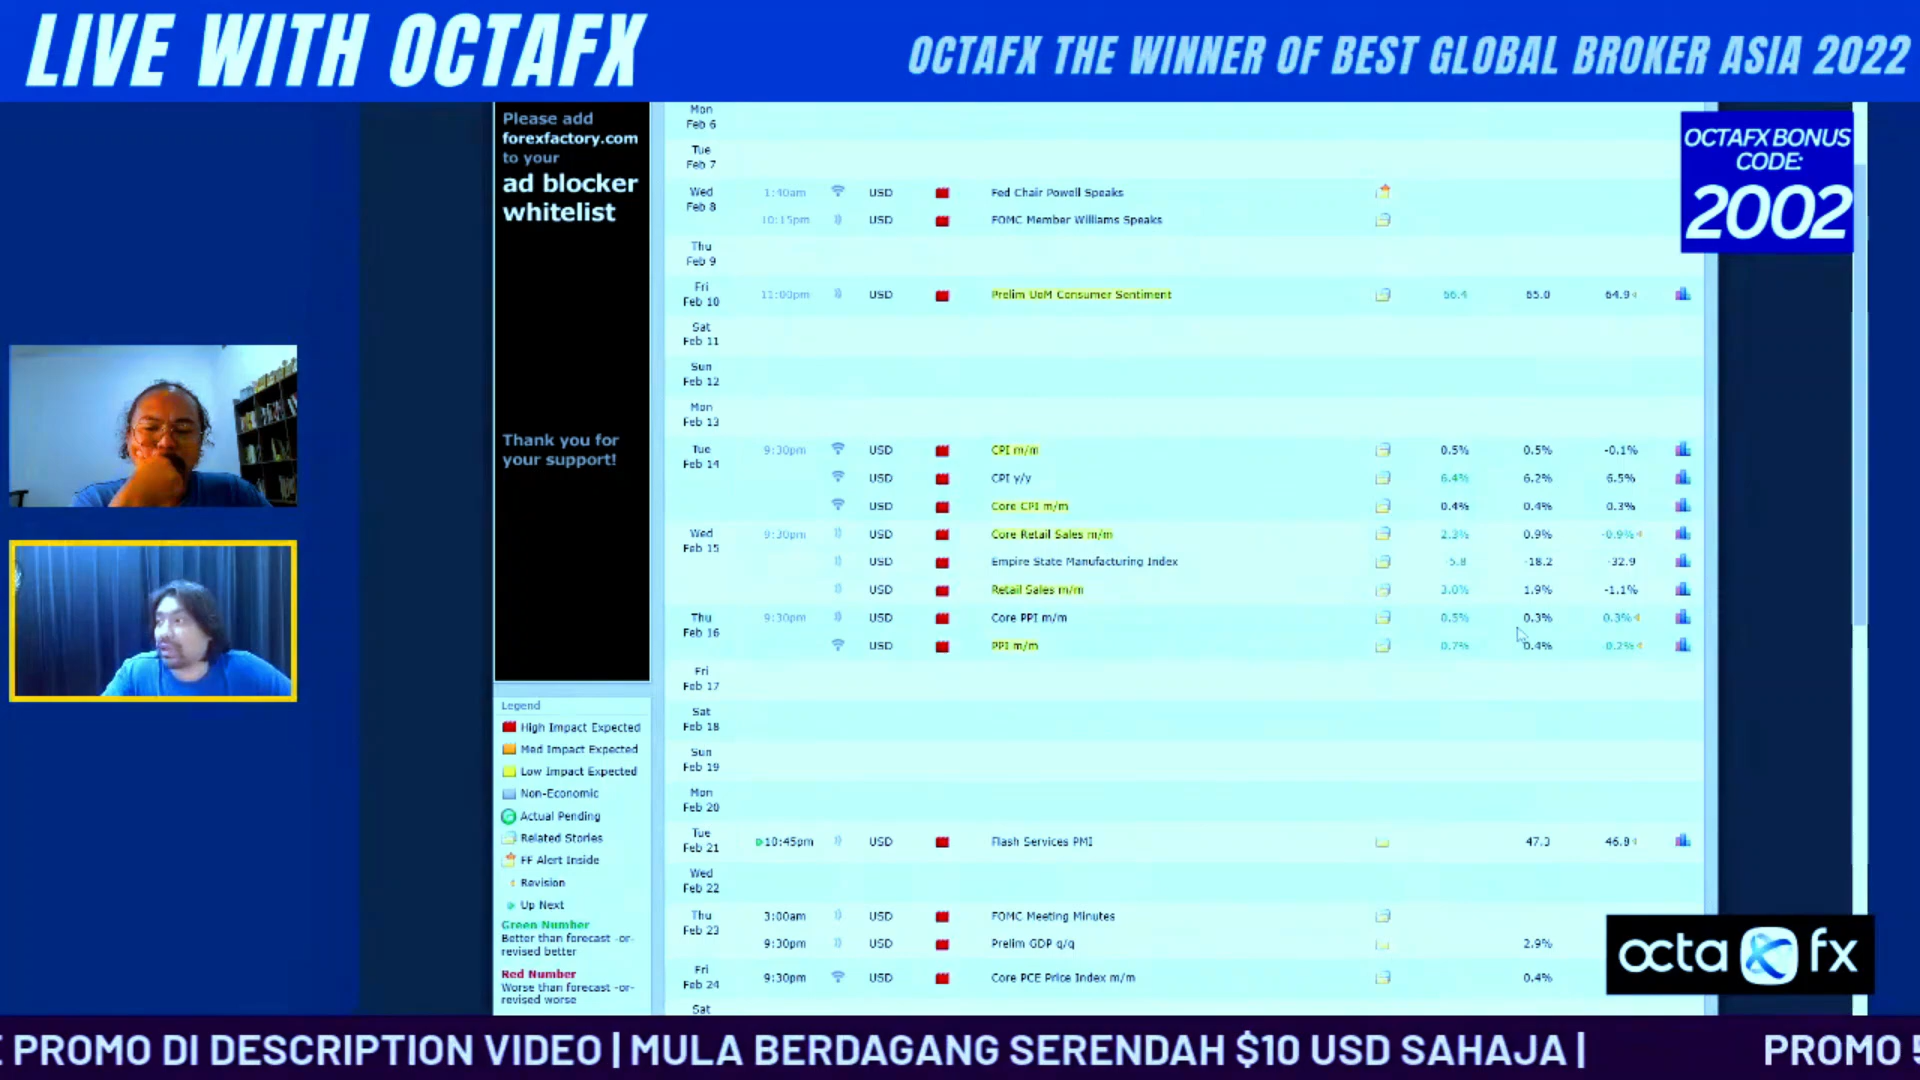 LIVE WITH OCTAFX
OCTAFX THE WINNER OF BEST GLOBAL BROKER ASIA 2022
OCTAFX BONUS
CODE:
2002
Please add
forexfactory.com
to your
ad blocker
whitelist
Thank you for
your support!
Legend
High Impact Expected
Med Impact Expected
Low Impact Expected
Non-Economic
Actual Pending
Related Stories
FF Alert Inside
Revision
Up Next
Green Number
Better than forecast -or-
revised better
Red Number
Worse than forecast -or-
revised worse
Mon
Feb 6
Tue
Feb 7
Wed
Feb 8
1:40am USD Fed Chair Powell Speaks
10:15pm USD FOMC Member Williams Speaks
Thu
Feb 9
Fri
Feb 10
11:00pm USD Prelim UoM Consumer Sentiment 66.4 65.0 64.9
Sat
Feb 11
Sun
Feb 12
Mon
Feb 13
Tue
Feb 14
9:30pm USD CPI m/m 0.5% 0.5% -0.1%
USD CPI y/y 6.4% 6.2% 6.5%
USD Core CPI m/m 0.4% 0.4% 0.3%
Wed
Feb 15
9:30pm USD Core Retail Sales m/m 2.3% 0.9% -0.9%
USD Empire State Manufacturing Index -5.8 -18.2 -32.9
USD Retail Sales m/m 3.0% 1.9% -1.1%
Thu
Feb 16
9:30pm USD Core PPI m/m 0.5% 0.3% 0.3%
USD PPI m/m 0.7% 0.4% -0.2%
Fri
Feb 17
Sat
Feb 18
Sun
Feb 19
Mon
Feb 20
Tue
Feb 21
10:45pm USD Flash Services PMI 47.3 46.8
Wed
Feb 22
Thu
Feb 23
3:00am USD FOMC Meeting Minutes
9:30pm USD Prelim GDP q/q 2.9%
Fri
Feb 24
9:30pm USD Core PCE Price Index m/m 0.4%
Sat
octa fx
E PROMO DI DESCRIPTION VIDEO | MULA BERDAGANG SERENDAH $10 USD SAHAJA | PROMO 5